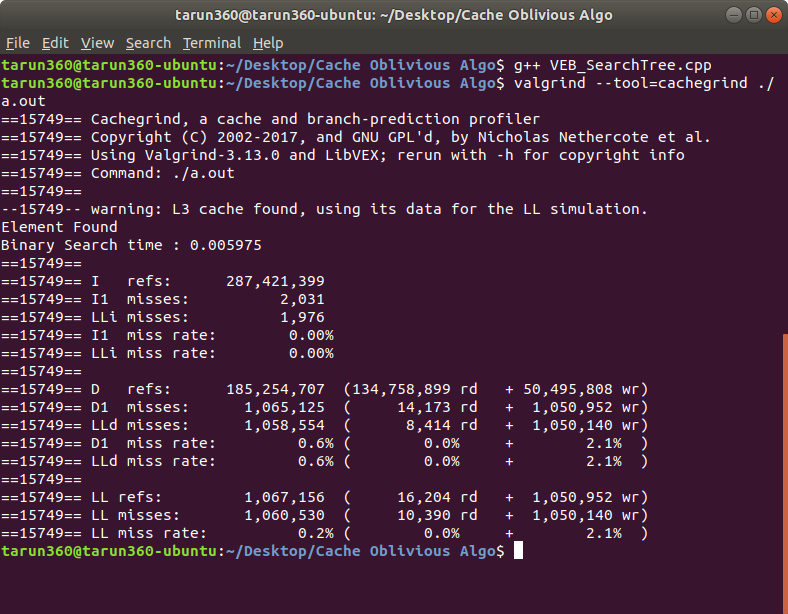 tarun360@tarun360-ubuntu: ~/Desktop/Cache Oblivious Algo
File Edit View Search Terminal Help
tarun360@tarun360-ubuntu:~/Desktop/Cache Oblivious Algo$ g++ VEB_SearchTree.cpp
tarun360@tarun360-ubuntu:~/Desktop/Cache Oblivious Algo$ valgrind --tool=cachegrind ./
a.out
==15749== Cachegrind, a cache and branch-prediction profiler
==15749== Copyright (C) 2002-2017, and GNU GPL'd, by Nicholas Nethercote et al.
==15749== Using Valgrind-3.13.0 and LibVEX; rerun with -h for copyright info
==15749== Command: ./a.out
==15749==
--15749-- warning: L3 cache found, using its data for the LL simulation.
Element Found
Binary Search time : 0.005975
==15749==
==15749== I   refs:      287,421,399
==15749== I1  misses:          2,031
==15749== LLi misses:          1,976
==15749== I1  miss rate:        0.00%
==15749== LLi miss rate:        0.00%
==15749==
==15749== D   refs:      185,254,707  (134,758,899 rd   + 50,495,808 wr)
==15749== D1  misses:      1,065,125  (     14,173 rd   +  1,050,952 wr)
==15749== LLd misses:      1,058,554  (      8,414 rd   +  1,050,140 wr)
==15749== D1  miss rate:         0.6% (        0.0%     +        2.1%  )
==15749== LLd miss rate:         0.6% (        0.0%     +        2.1%  )
==15749==
==15749== LL refs:         1,067,156  (     16,204 rd   +  1,050,952 wr)
==15749== LL misses:       1,060,530  (     10,390 rd   +  1,050,140 wr)
==15749== LL miss rate:          0.2% (        0.0%     +        2.1%  )
tarun360@tarun360-ubuntu:~/Desktop/Cache Oblivious Algo$